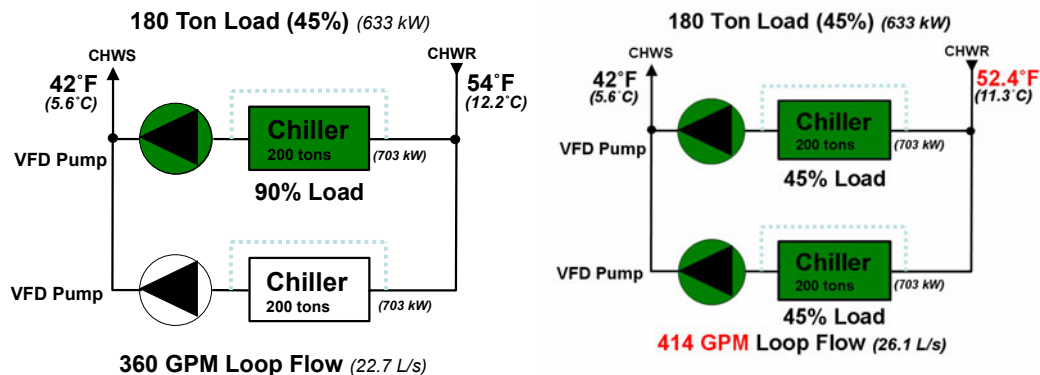 180 Ton Load (45%) (633 kW)
CHWS
CHWR
42˚F
(5.6˚C)
54˚F
(12.2˚C)
Chiller
200 tons
(703 kW)
VFD Pump
90% Load
Chiller
200 tons
(703 kW)
VFD Pump
360 GPM Loop Flow (22.7 L/s)
180 Ton Load (45%) (633 kW)
CHWS
CHWR
42˚F
(5.6˚C)
52.4˚F
(11.3˚C)
Chiller
200 tons
(703 kW)
VFD Pump
45% Load
Chiller
200 tons
(703 kW)
VFD Pump
45% Load
414 GPM Loop Flow (26.1 L/s)